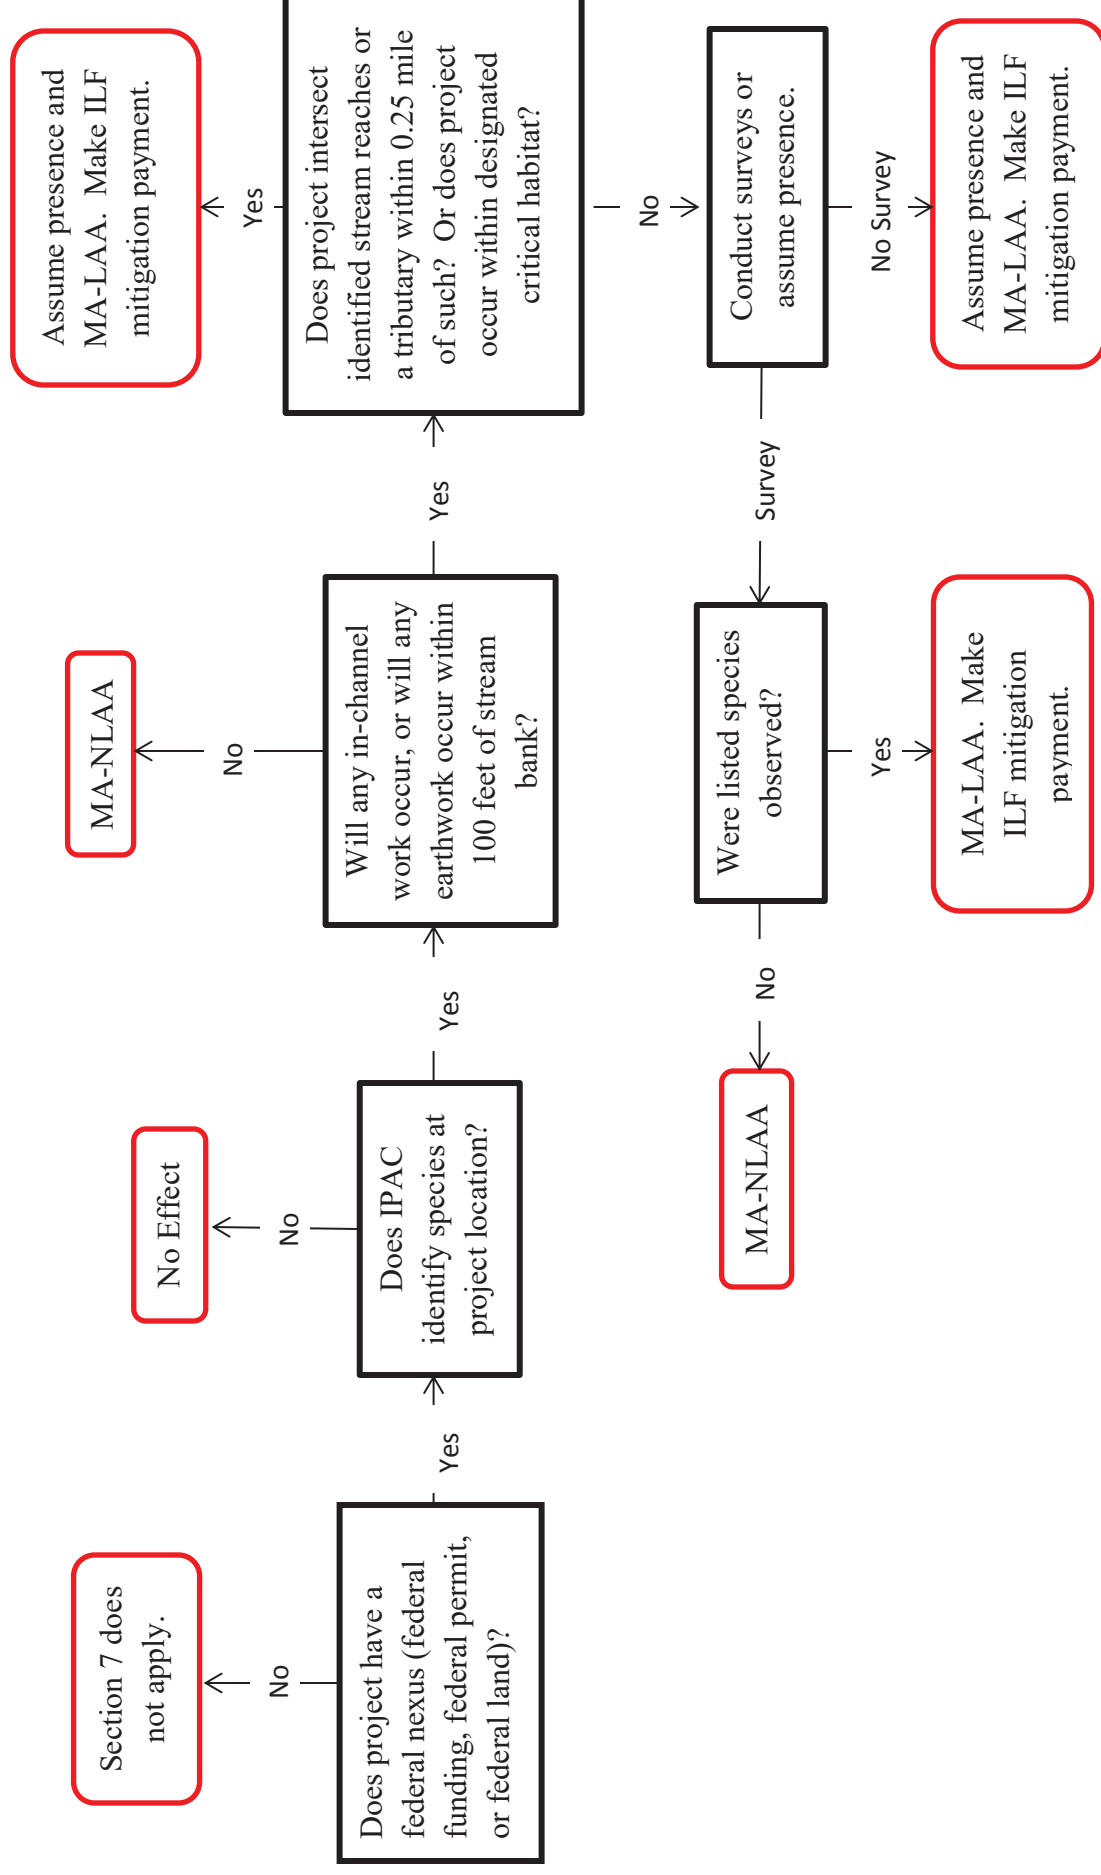 Section 7 does
not apply.
No
Does project have a
federal nexus (federal
funding, federal permit,
or federal land)?
Yes
No Effect
No
Does IPAC
identify species at
project location?
Yes
MA-NLAA
No
Will any in-channel
work occur, or will any
earthwork occur within
100 feet of stream
bank?
Yes
Assume presence and
MA-LAA.  Make ILF
mitigation payment.
Yes
Does project intersect
identified stream reaches or
a tributary within 0.25 mile
of such?  Or does project
occur within designated
critical habitat?
No
Conduct surveys or
assume presence.
No Survey
Assume presence and
MA-LAA.  Make ILF
mitigation payment.
Survey
Were listed species
observed?
Yes
MA-LAA.  Make
ILF mitigation
payment.
No
MA-NLAA